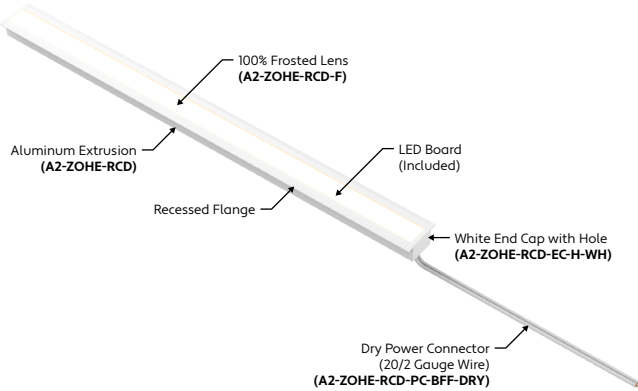 100% Frosted Lens
(A2-ZOHE-RCD-F)
Aluminum Extrusion
(A2-ZOHE-RCD)
LED Board
(Included)
Recessed Flange
White End Cap with Hole
(A2-ZOHE-RCD-EC-H-WH)
Dry Power Connector
(20/2 Gauge Wire)
(A2-ZOHE-RCD-PC-BFF-DRY)